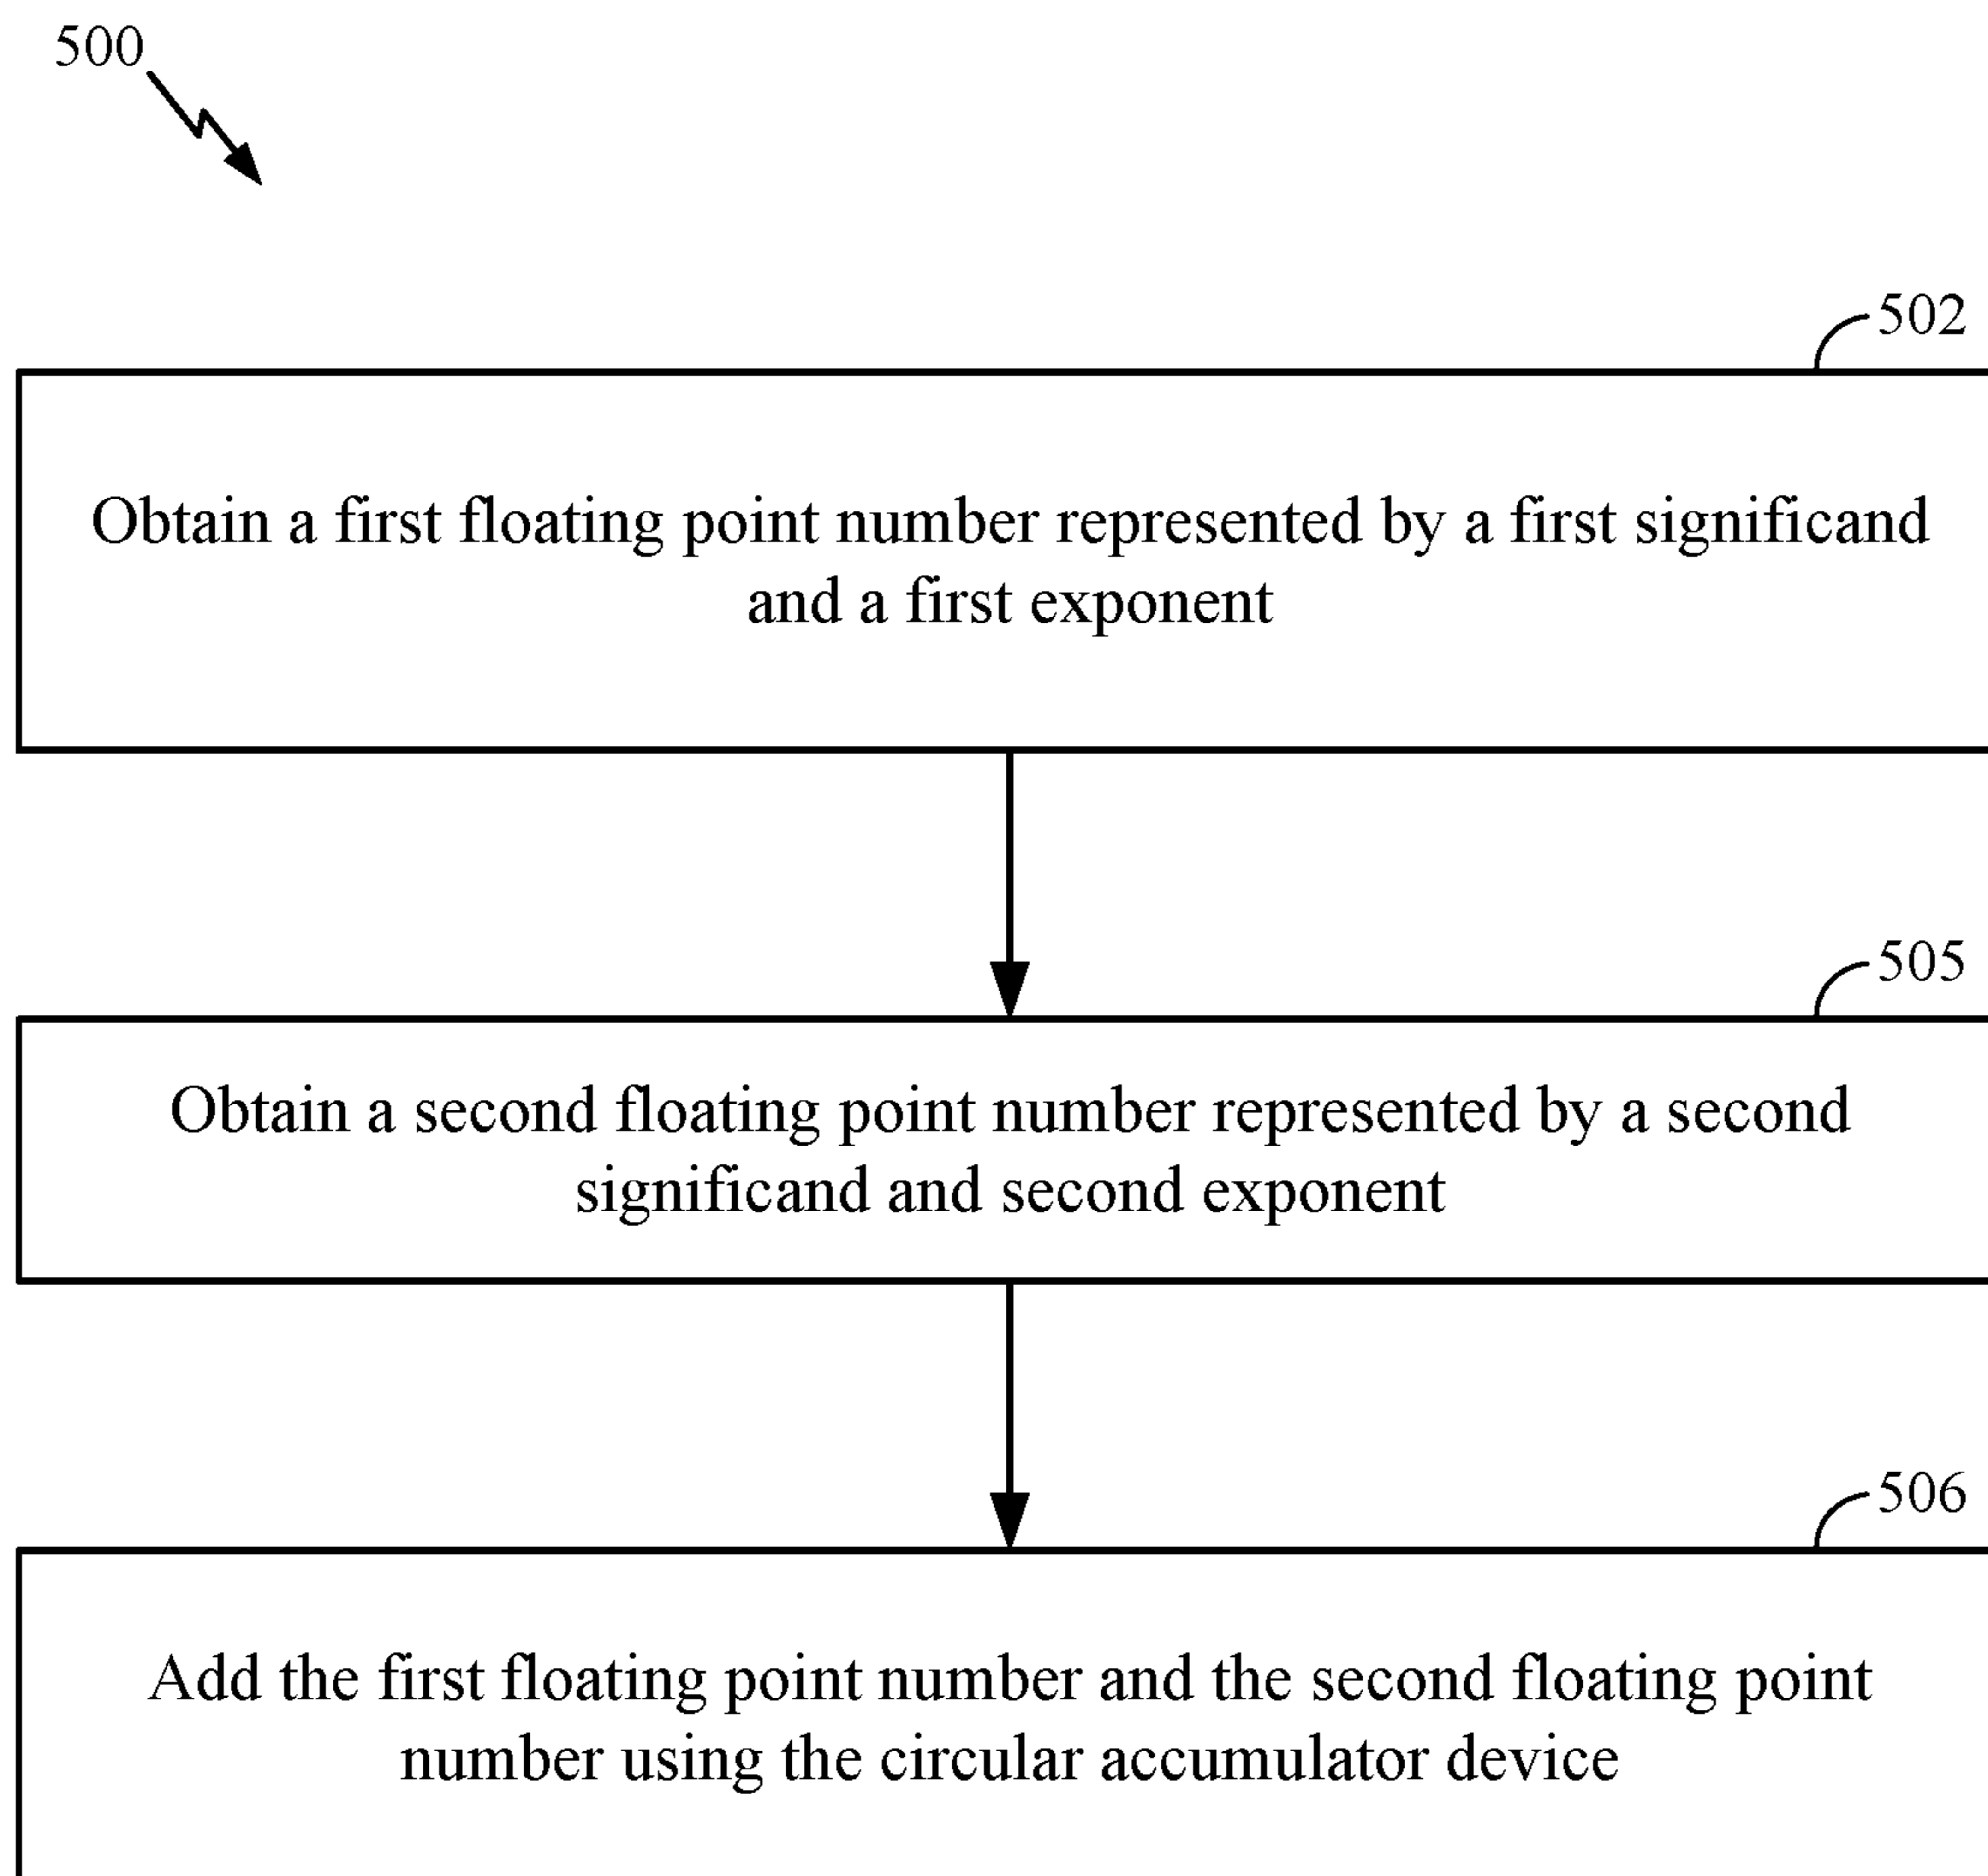 500
502
Obtain a first floating point number represented by a first significand
and a first exponent
505
Obtain a second floating point number represented by a second
significand and second exponent
506
Add the first floating point number and the second floating point
number using the circular accumulator device